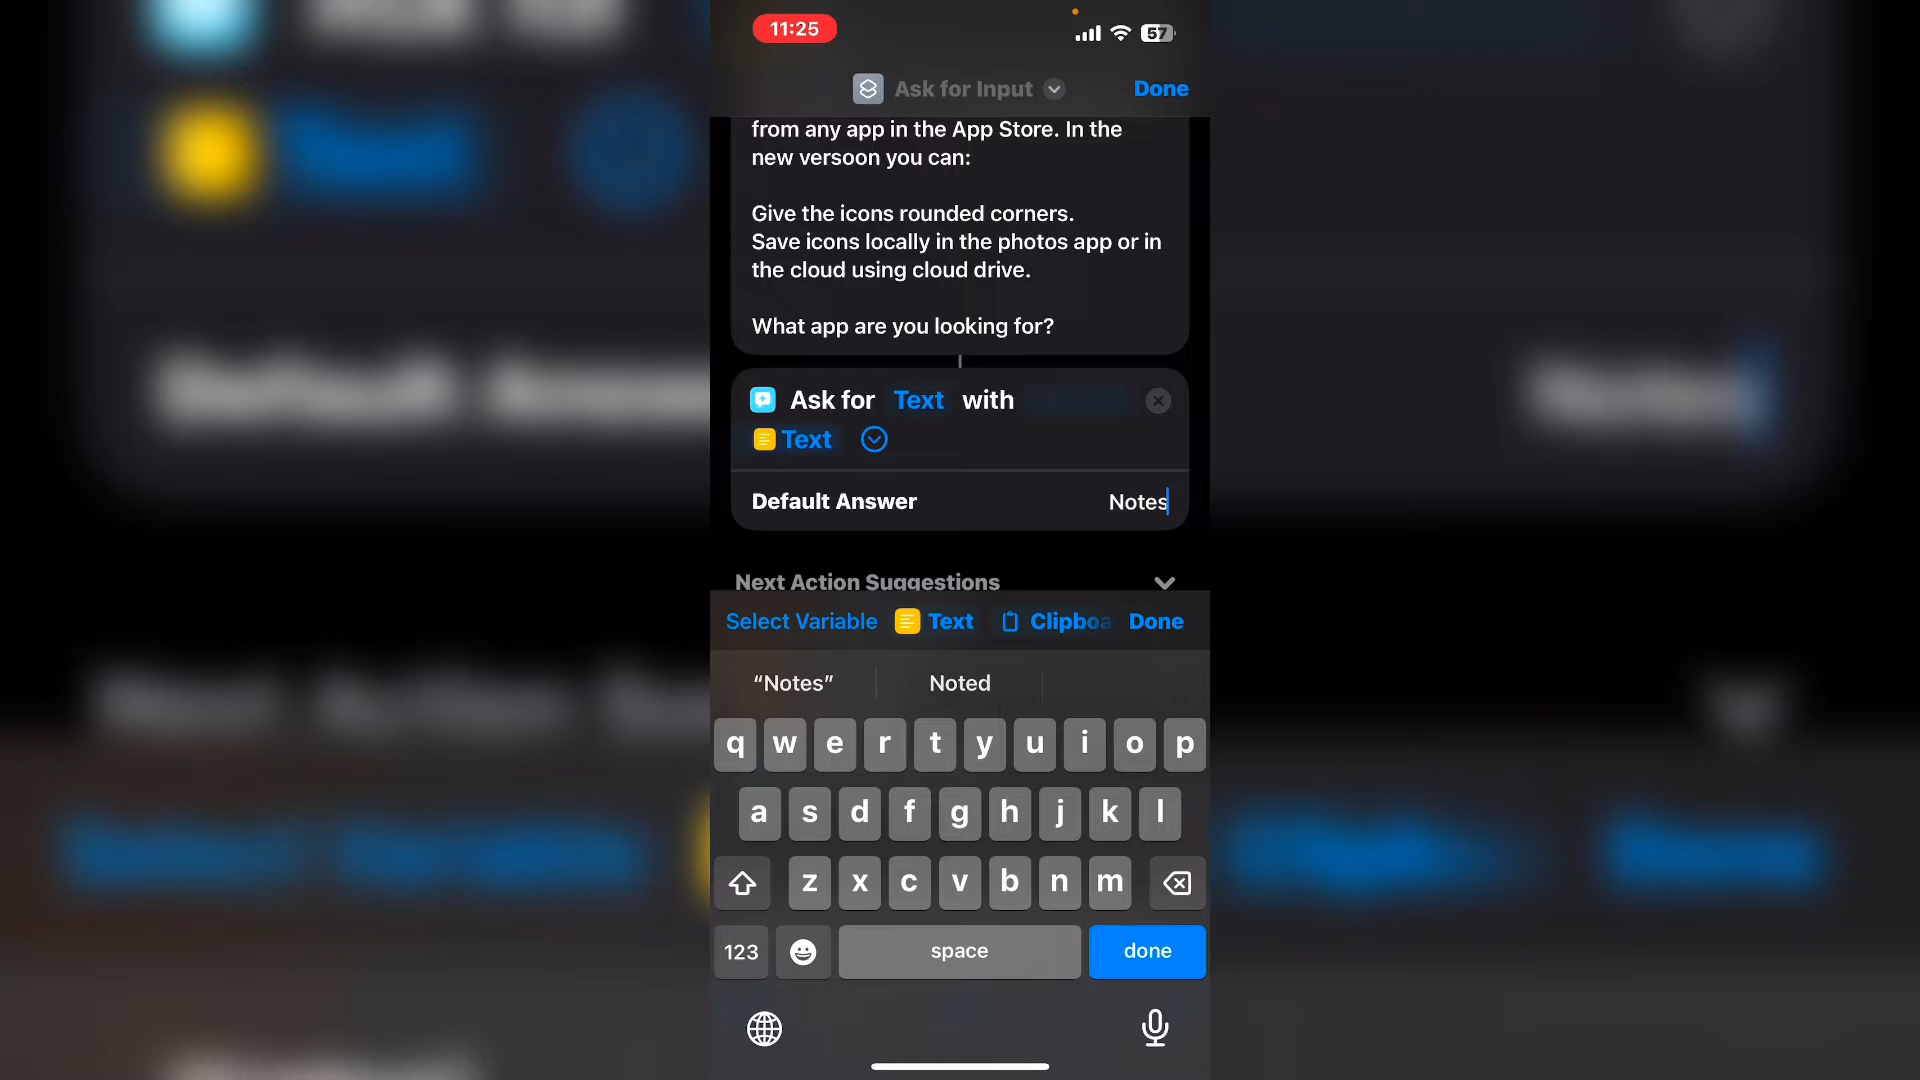 11:25
57
Ask for Input
Done
from any app in the App Store. In the
new versoon you can:
Give the icons rounded corners.
Save icons locally in the photos app or in
the cloud using cloud drive.
What app are you looking for?
Ask for Text with
Text
Default Answer Notes
Next Action Suggestions
Select Variable Text Clipboa Done
“Notes” Noted
q w e r t y u i o p
a s d f g h j k l
z x c v b n m
123 space done